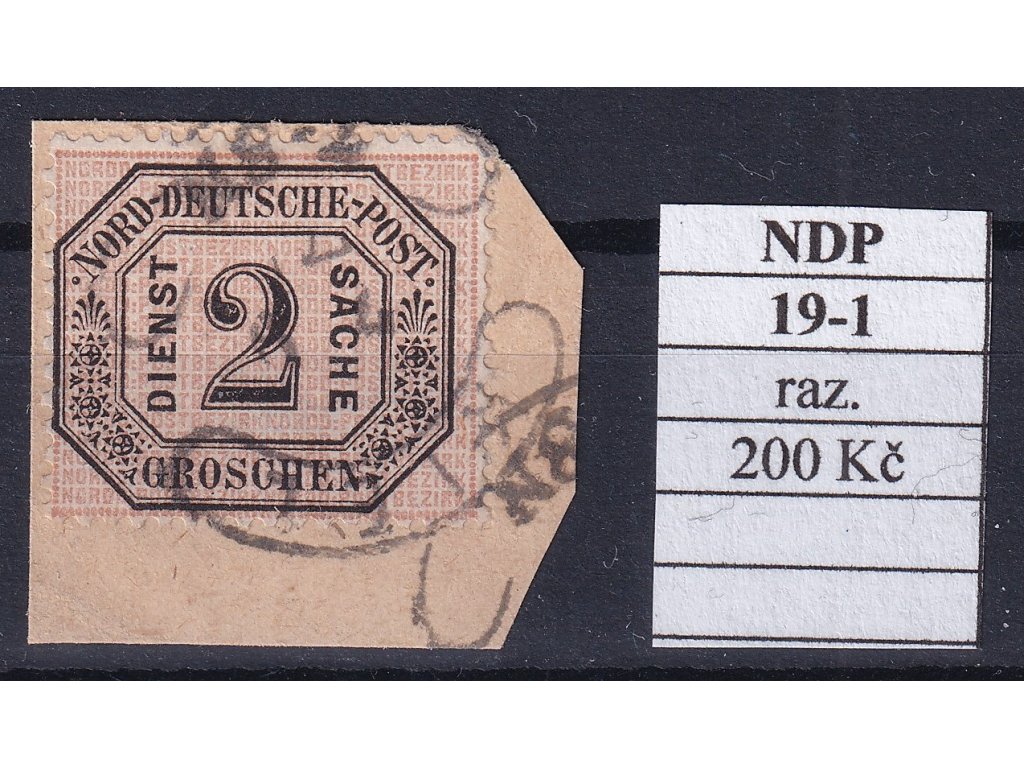 NORD-DEUTSCHE-POST
DIENST
2
SACHE
GROSCHEN
NDP
19-1
raz.
200 Kč